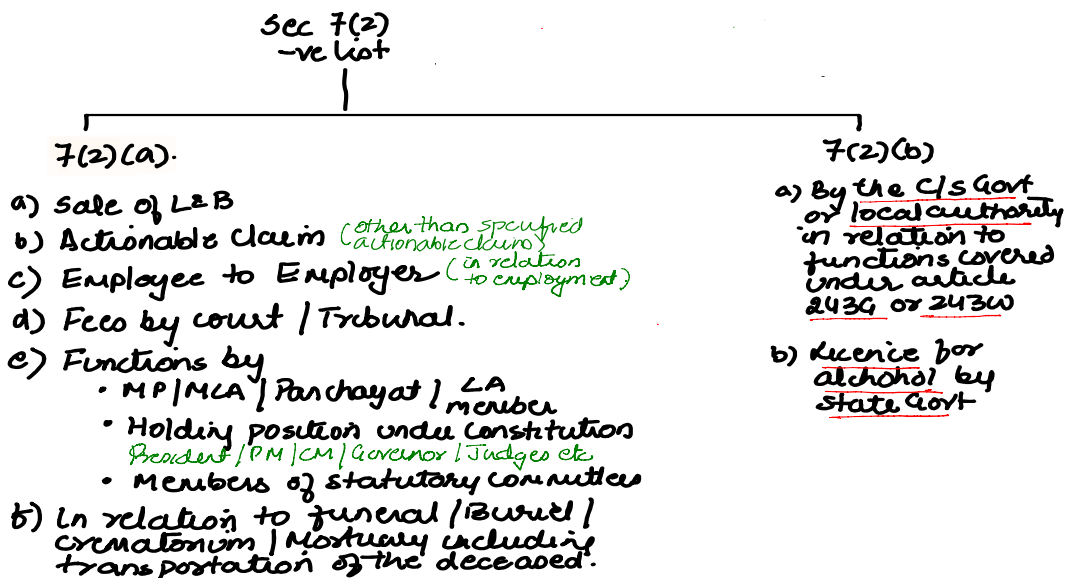 Sec 7(2)
-ve list
7(2)(a).
a) Sale of L&B
b) Actionable Claim (other than specified
actionable claim)
c) Employee to Employer (in relation
to employment)
d) Fees by court / Tribunal.
e) Functions by
• MP/MLA / Panchayat / LA
member
• Holding position under Constitution
President / PM / CM / Governor / Judges etc
• Members of statutory committees
f) In relation to funeral / Buriel /
crematorium / Mortuary including
transportation of the deceased.
7(2)(b)
a) By the C/S Govt
or local authority
in relation to
functions covered
under article
243G or 243W
b) Licence for
alchohol by
State Govt